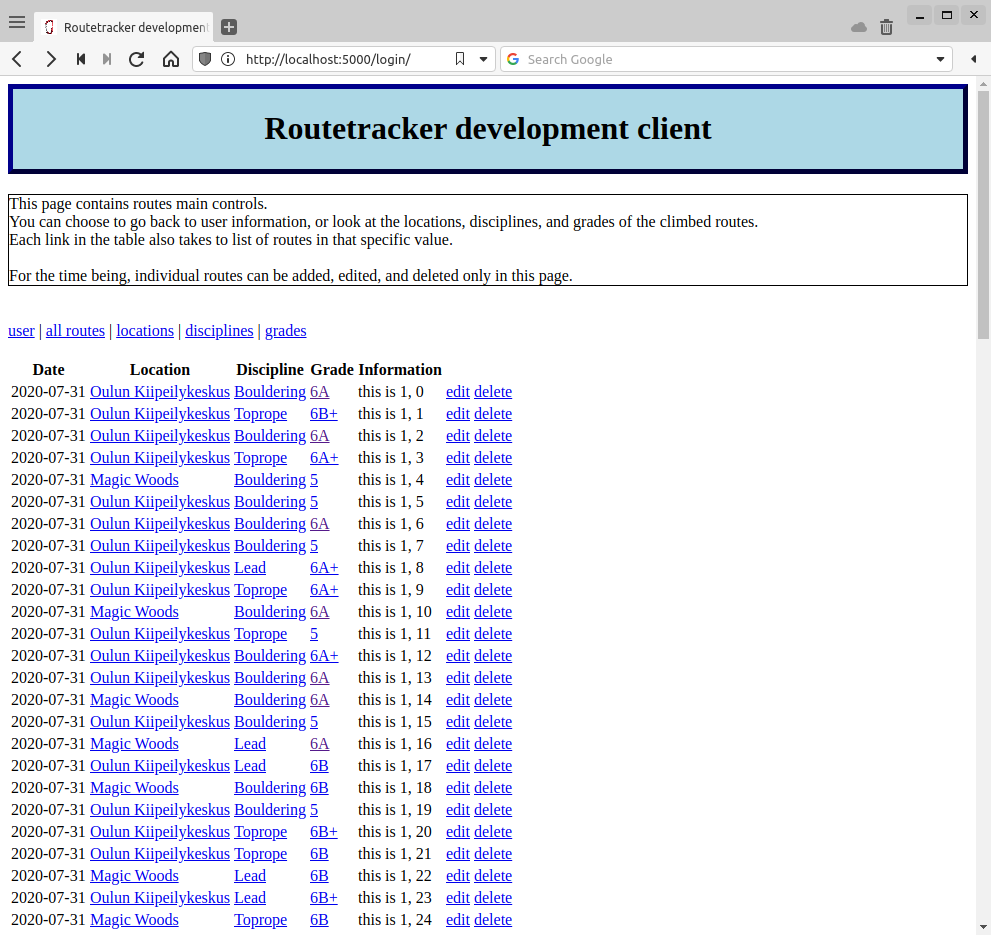 Routetracker development
http://localhost:5000/login/
Search Google
Routetracker development client
This page contains routes main controls.
You can choose to go back to user information, or look at the locations, disciplines, and grades of the climbed routes.
Each link in the table also takes to list of routes in that specific value.
For the time being, individual routes can be added, edited, and deleted only in this page.
user | all routes | locations | disciplines | grades
Date Location Discipline Grade Information
2020-07-31 Oulun Kiipeilykeskus Bouldering 6A this is 1, 0 edit delete
2020-07-31 Oulun Kiipeilykeskus Toprope 6B+ this is 1, 1 edit delete
2020-07-31 Oulun Kiipeilykeskus Bouldering 6A this is 1, 2 edit delete
2020-07-31 Oulun Kiipeilykeskus Toprope 6A+ this is 1, 3 edit delete
2020-07-31 Magic Woods Bouldering 5 this is 1, 4 edit delete
2020-07-31 Oulun Kiipeilykeskus Bouldering 5 this is 1, 5 edit delete
2020-07-31 Oulun Kiipeilykeskus Bouldering 6A this is 1, 6 edit delete
2020-07-31 Oulun Kiipeilykeskus Bouldering 5 this is 1, 7 edit delete
2020-07-31 Oulun Kiipeilykeskus Lead 6A+ this is 1, 8 edit delete
2020-07-31 Oulun Kiipeilykeskus Toprope 6A+ this is 1, 9 edit delete
2020-07-31 Magic Woods Bouldering 6A this is 1, 10 edit delete
2020-07-31 Oulun Kiipeilykeskus Toprope 5 this is 1, 11 edit delete
2020-07-31 Oulun Kiipeilykeskus Bouldering 6A+ this is 1, 12 edit delete
2020-07-31 Oulun Kiipeilykeskus Bouldering 6A this is 1, 13 edit delete
2020-07-31 Magic Woods Bouldering 6A this is 1, 14 edit delete
2020-07-31 Oulun Kiipeilykeskus Bouldering 5 this is 1, 15 edit delete
2020-07-31 Magic Woods Lead 6A this is 1, 16 edit delete
2020-07-31 Oulun Kiipeilykeskus Lead 6B this is 1, 17 edit delete
2020-07-31 Magic Woods Bouldering 6B this is 1, 18 edit delete
2020-07-31 Oulun Kiipeilykeskus Bouldering 5 this is 1, 19 edit delete
2020-07-31 Oulun Kiipeilykeskus Toprope 6B+ this is 1, 20 edit delete
2020-07-31 Oulun Kiipeilykeskus Toprope 6B this is 1, 21 edit delete
2020-07-31 Magic Woods Lead 6B this is 1, 22 edit delete
2020-07-31 Oulun Kiipeilykeskus Lead 6B+ this is 1, 23 edit delete
2020-07-31 Magic Woods Toprope 6B this is 1, 24 edit delete